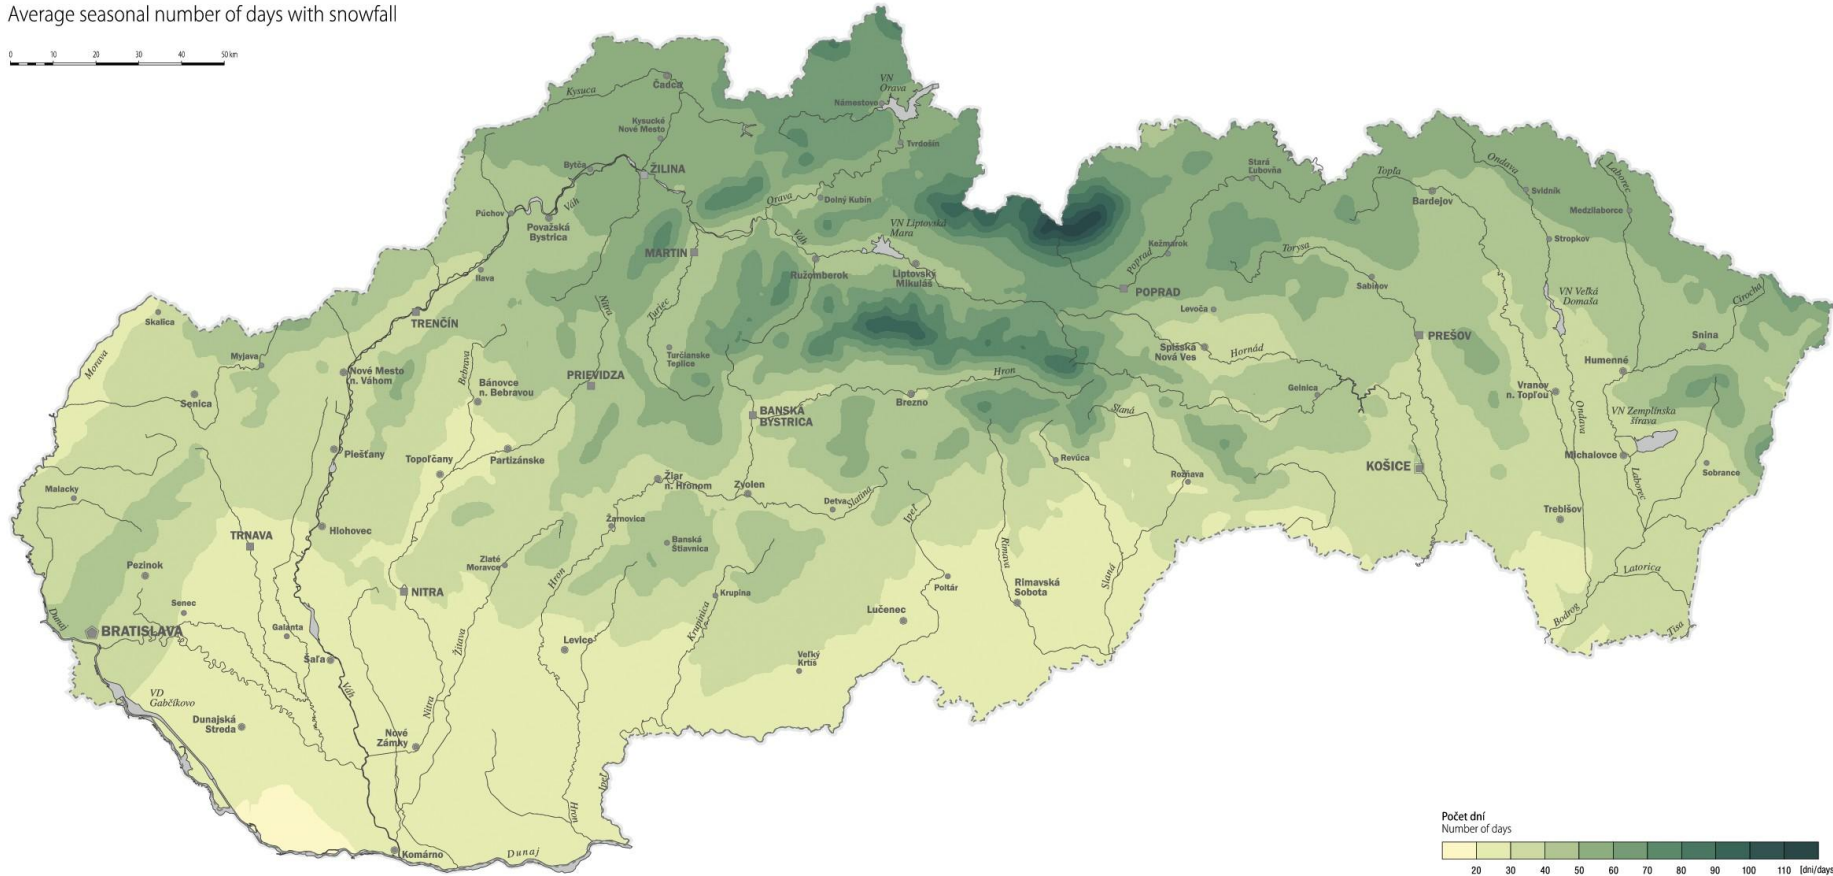 Average seasonal number of days with snowfall
0 10 20 30 40 50 km
Kysuca
Čadca
VN
Orava
Námestovo
Kysucké
Nové Mesto
Tvrdošín
Bytča
ŽILINA
Stará
Ľubovňa
Topľa
Ondava
Laborec
Svidník
Bardejov
Medzilaborce
Orava
Dolný Kubín
Váh
Púchov
Považská
Bystrica
VN Liptovská
Mara
Váh
Stropkov
Kežmarok
Torysa
MARTIN
Poprad
Ružomberok
Liptovský
Mikuláš
Ilava
Sabinov
POPRAD
VN Veľká
Domaša
Cirocha
Nitra
Turiec
Levoča
Skalica
TRENČÍN
PREŠOV
Snina
Spišská
Nová Ves
Hornád
Morava
Myjava
Turčianske
Teplice
Humenné
Bebrava
Nové Mesto
n. Váhom
PRIEVIDZA
Hron
Bánovce
n. Bebravou
Gelnica
Vranov
n. Topľou
Senica
Brezno
BANSKÁ
BYSTRICA
Slaná
Ondava
VN Zemplínska
šírava
Piešťany
Topoľčany
Partizánske
Revúca
Michalovce
KOŠICE
Sobrance
Rožňava
Žiar
n. Hronom
Zvolen
Malacky
Detva
Slatina
Laborec
Ipeľ
Trebišov
Žarnovica
Hlohovec
TRNAVA
Banská
Štiavnica
Rimava
Pezinok
Zlaté
Moravce
Latorica
Hron
Slaná
Poltár
Rimavská
Sobota
NITRA
Krupina
Senec
Lučenec
Dunaj
Bodrog
Tisa
BRATISLAVA
Galanta
Krupinica
Žitava
Levice
Šaľa
Veľký
Krtíš
Váh
VD
Gabčíkovo
Nitra
Dunajská
Streda
Nové
Zámky
Ipeľ
Hron
Komárno
Dunaj
Počet dní
Number of days
20 30 40 50 60 70 80 90 100 110 [dni/days